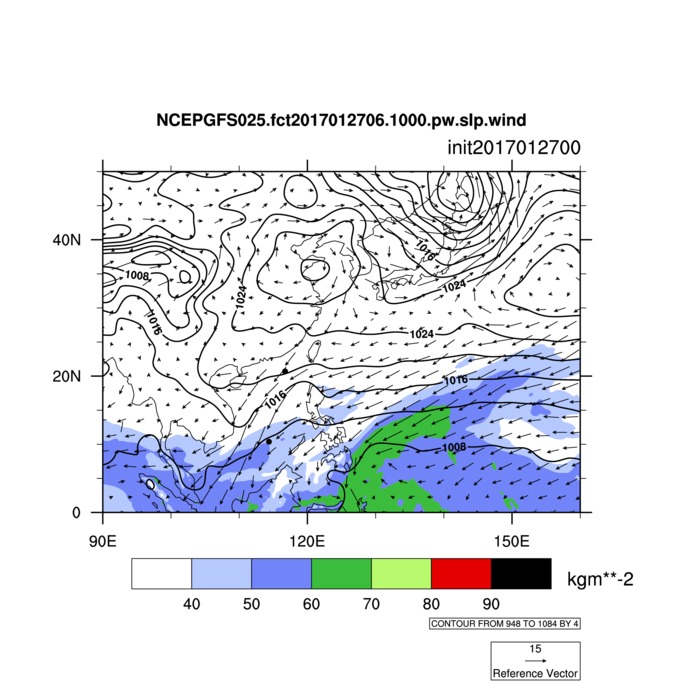 NCEPGFS025.fct2017012706.1000.pw.slp.wind
init2017012700
40N
20N
0
90E 120E 150E
1008
1016
1024
1016
1024
1024
1016
1016
1008
40 50 60 70 80 90
kgm**-2
CONTOUR FROM 948 TO 1084 BY 4
15
Reference Vector